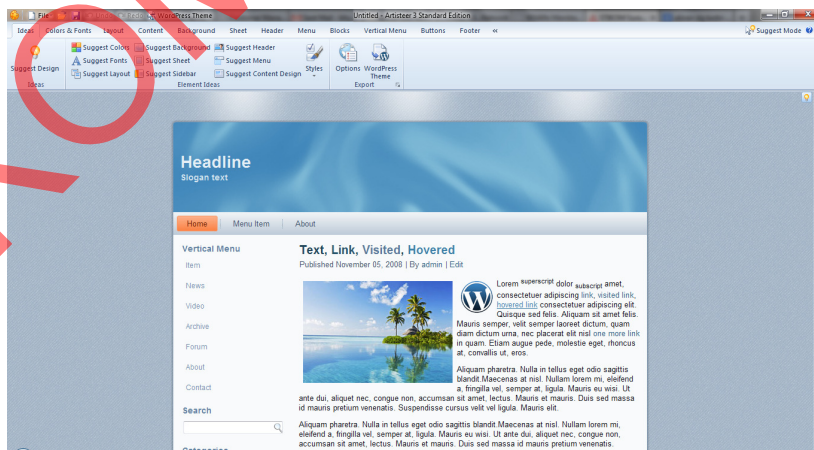 File
WordPress Theme
Untitled - Artisteer 3 Standard Edition
Ideas Colors & Fonts Layout Content Background Sheet Header Menu Blocks Vertical Menu Buttons Footer « Suggest Mode
Suggest Design
Suggest Colors Suggest Background Suggest Header
Suggest Fonts Suggest Sheet Suggest Menu
Suggest Layout Suggest Sidebar Suggest Content Design
Styles
Options WordPress Theme
Ideas Element Ideas Export
Headline
Slogan text
Home Menu Item About
Vertical Menu
Item
News
Video
Archive
Forum
About
Contact
Search
Categories
Text, Link, Visited, Hovered
Published November 05, 2008 | By admin | Edit
Lorem superscript dolor subscript amet,
consectetuer adipiscing link, visited link,
hovered link consectetuer adipiscing elit.
Quisque sed felis. Aliquam sit amet felis.
Mauris semper, velit semper laoreet dictum, quam
diam dictum urna, nec placerat elit nisl one more link
in quam. Etiam augue pede, molestie eget, rhoncus
at, convallis ut, eros.
Aliquam pharetra. Nulla in tellus eget odio sagittis
blandit.Maecenas at nisl. Nullam lorem mi, eleifend
a, fringilla vel, semper at, ligula. Mauris eu wisi. Ut
ante dui, aliquet nec, congue non, accumsan sit amet, lectus. Mauris et mauris. Duis sed massa
id mauris pretium venenatis. Suspendisse cursus velit vel ligula. Mauris elit.
Aliquam pharetra. Nulla in tellus eget odio sagittis blandit.Maecenas at nisl. Nullam lorem mi,
eleifend a, fringilla vel, semper at, ligula. Mauris eu wisi. Ut ante dui, aliquet nec, congue non,
accumsan sit amet, lectus. Mauris et mauris. Duis sed massa id mauris pretium venenatis.